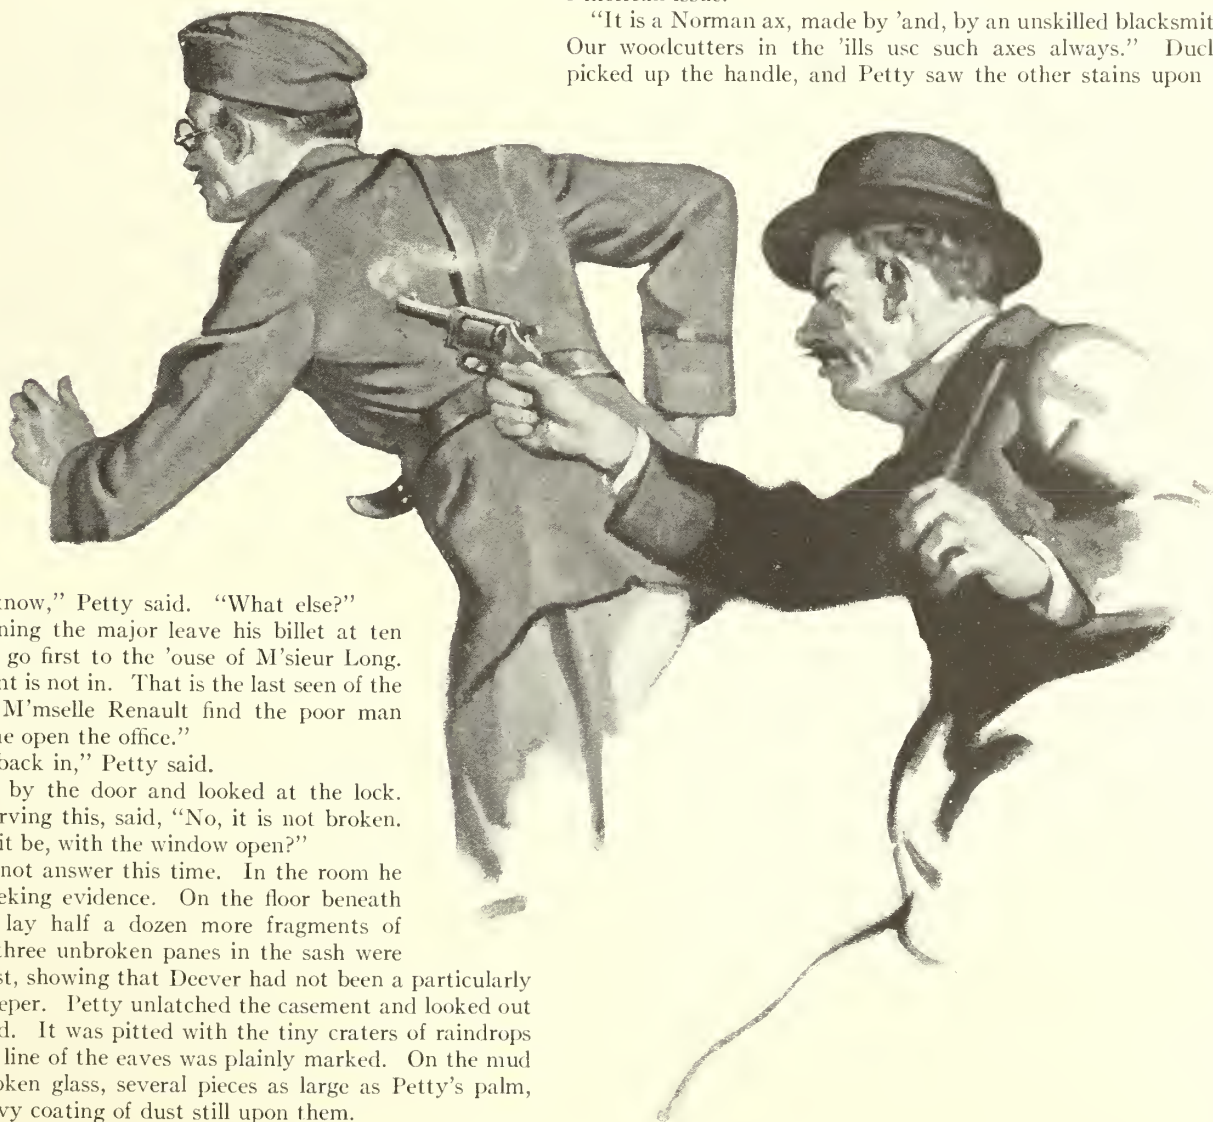 "It is a Norman ax, made by 'and, by an unskilled blacksmit
Our woodcutters in the 'ills use such axes always." Ducl
picked up the handle, and Petty saw the other stains upon
now," Petty said. "What else?"
ning the major leave his billet at ten
go first to the 'ouse of M'sieur Long.
nt is not in. That is the last seen of the
M'mselle Renault find the poor man
ne open the office."
back in," Petty said.
by the door and looked at the lock.
rving this, said, "No, it is not broken.
it be, with the window open?"
not answer this time. In the room he
eking evidence. On the floor beneath
lay half a dozen more fragments of
three unbroken panes in the sash were
st, showing that Deever had not been a particularly
eper. Petty unlatched the casement and looked out
d. It was pitted with the tiny craters of raindrops
line of the eaves was plainly marked. On the mud
oken glass, several pieces as large as Petty's palm,
vy coating of dust still upon them.